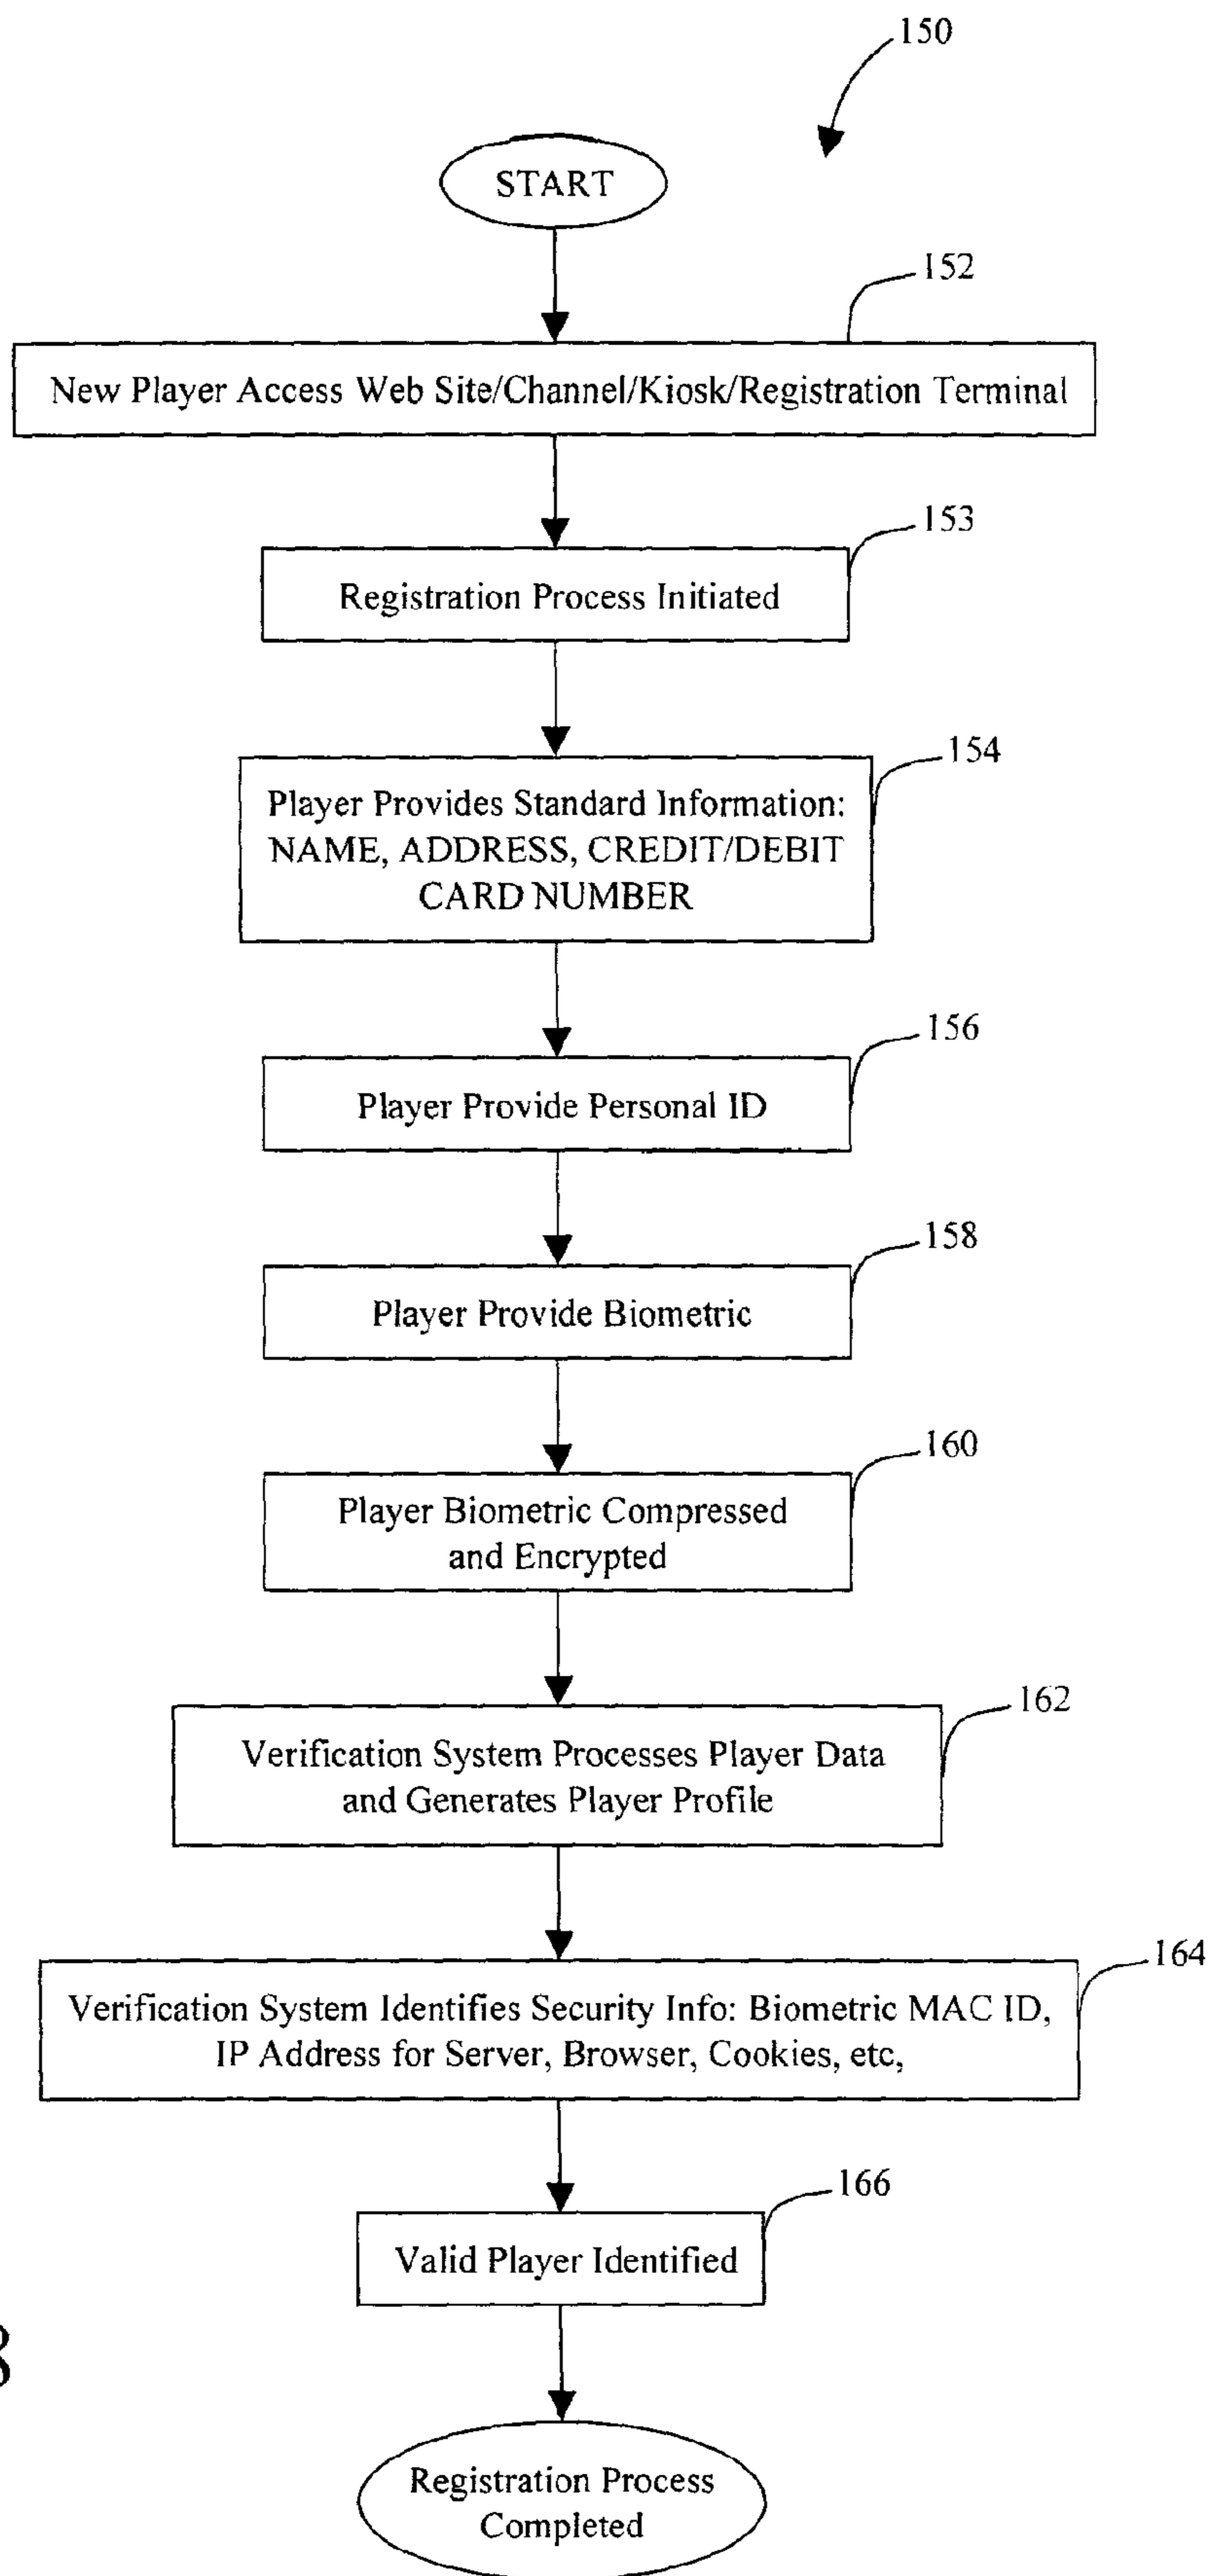 150
START
152
New Player Access Web Site/Channel/Kiosk/Registration Terminal
153
Registration Process Initiated
154
Player Provides Standard Information:
NAME, ADDRESS, CREDIT/DEBIT
CARD NUMBER
156
Player Provide Personal ID
158
Player Provide Biometric
160
Player Biometric Compressed
and Encrypted
162
Verification System Processes Player Data
and Generates Player Profile
164
Verification System Identifies Security Info: Biometric MAC ID,
IP Address for Server, Browser, Cookies, etc,
166
Valid Player Identified
Registration Process
Completed